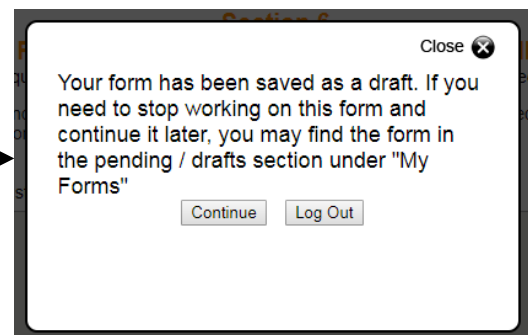 Section 6
Close
Your form has been saved as a draft. If you
need to stop working on this form and
continue it later, you may find the form in
the pending / drafts section under "My
Forms"
Continue Log Out